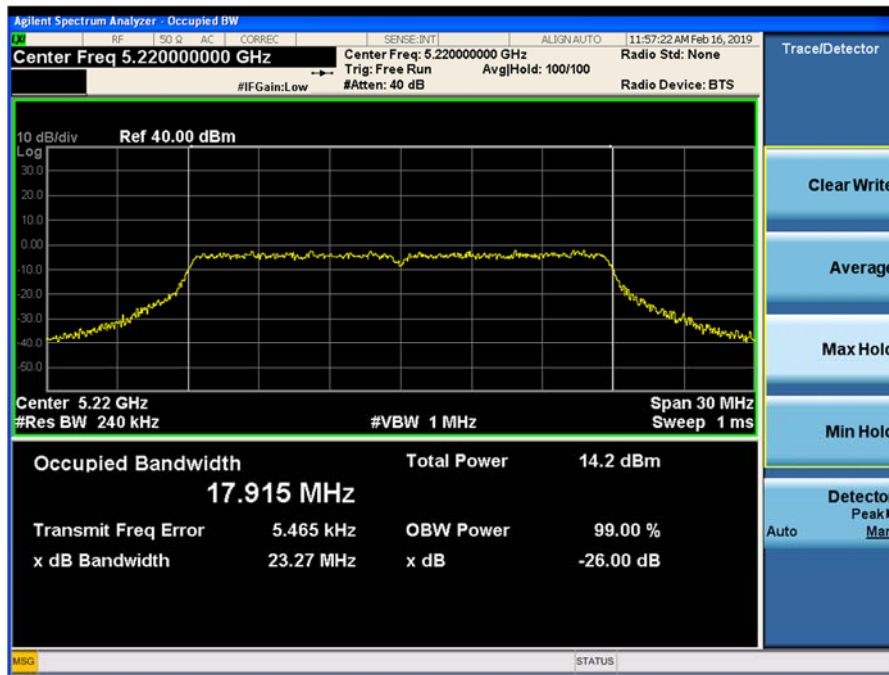 Agilent Spectrum Analyzer - Occupied BW
LXI RF 50 Ω AC CORREC SENSE:INT ALIGN AUTO 11:57:22 AM Feb 16, 2019
Center Freq 5.220000000 GHz
Center Freq: 5.220000000 GHz
Radio Std: None
Trig: Free Run Avg|Hold: 100/100
#IFGain:Low #Atten: 40 dB Radio Device: BTS
Trace/Detector
10 dB/div Ref 40.00 dBm
Log
30.0
20.0
10.0
0.00
-10.0
-20.0
-30.0
-40.0
-50.0
Center 5.22 GHz Span 30 MHz
#Res BW 240 kHz #VBW 1 MHz Sweep 1 ms
Occupied Bandwidth Total Power 14.2 dBm
17.915 MHz
Transmit Freq Error 5.465 kHz OBW Power 99.00 %
x dB Bandwidth 23.27 MHz x dB -26.00 dB
Clear Write
Average
Max Hold
Min Hold
Detector
Peak
Auto Man
MSG STATUS